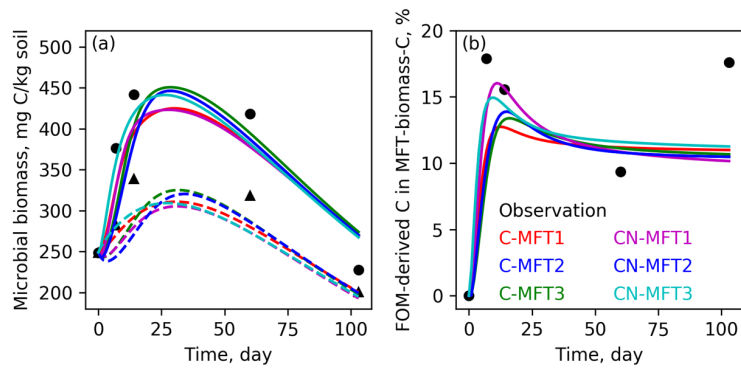 (a)
Microbial biomass, mg C/kg soil
500
450
400
350
300
250
200
0
25
50
75
100
Time, day
(b)
FOM-derived C in MFT-biomass-C, %
20
15
10
5
0
Observation
C-MFT1 CN-MFT1
C-MFT2 CN-MFT2
C-MFT3 CN-MFT3
0
25
50
75
100
Time, day